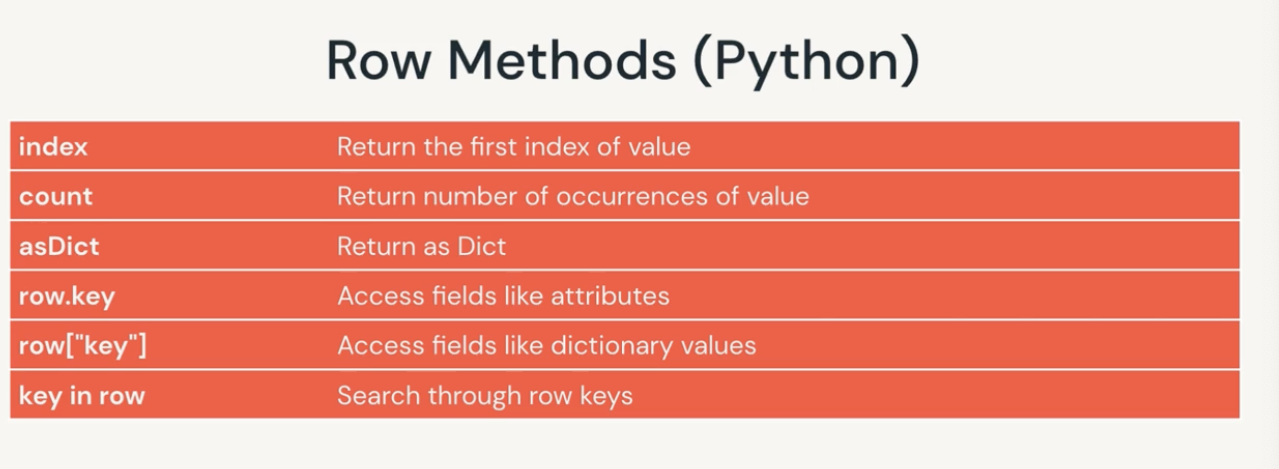 Row Methods (Python)
index Return the first index of value
count Return number of occurrences of value
asDict Return as Dict
row.key Access fields like attributes
row["key"] Access fields like dictionary values
key in row Search through row keys